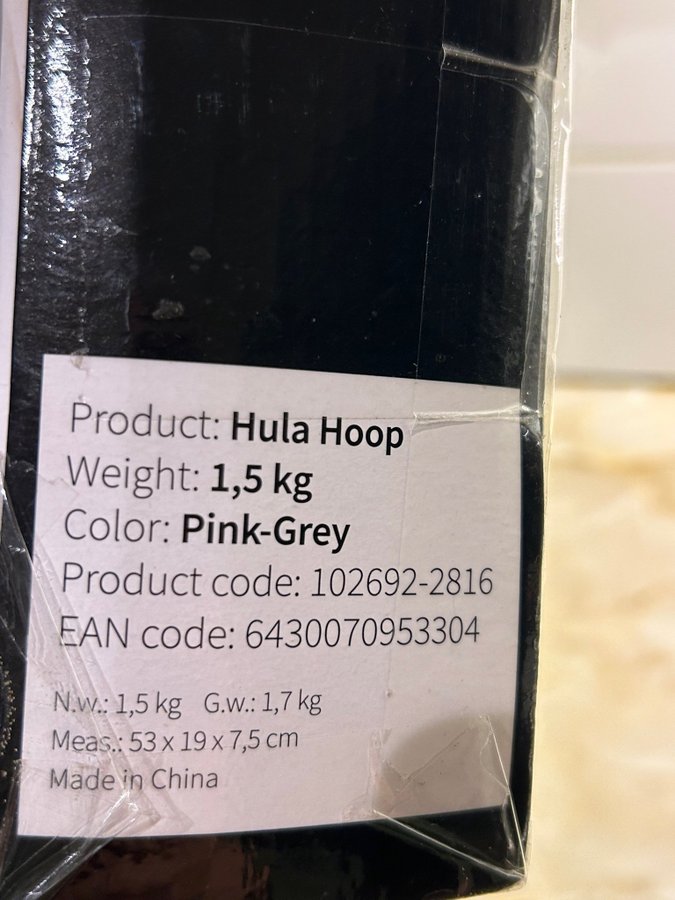 Product: Hula Hoop
Weight: 1,5 kg
Color: Pink-Grey
Product code: 102692-2816
EAN code: 6430070953304
N.w.: 1,5 kg G.w.: 1,7 kg
Meas.: 53 x 19 x 7,5 cm
Made in China